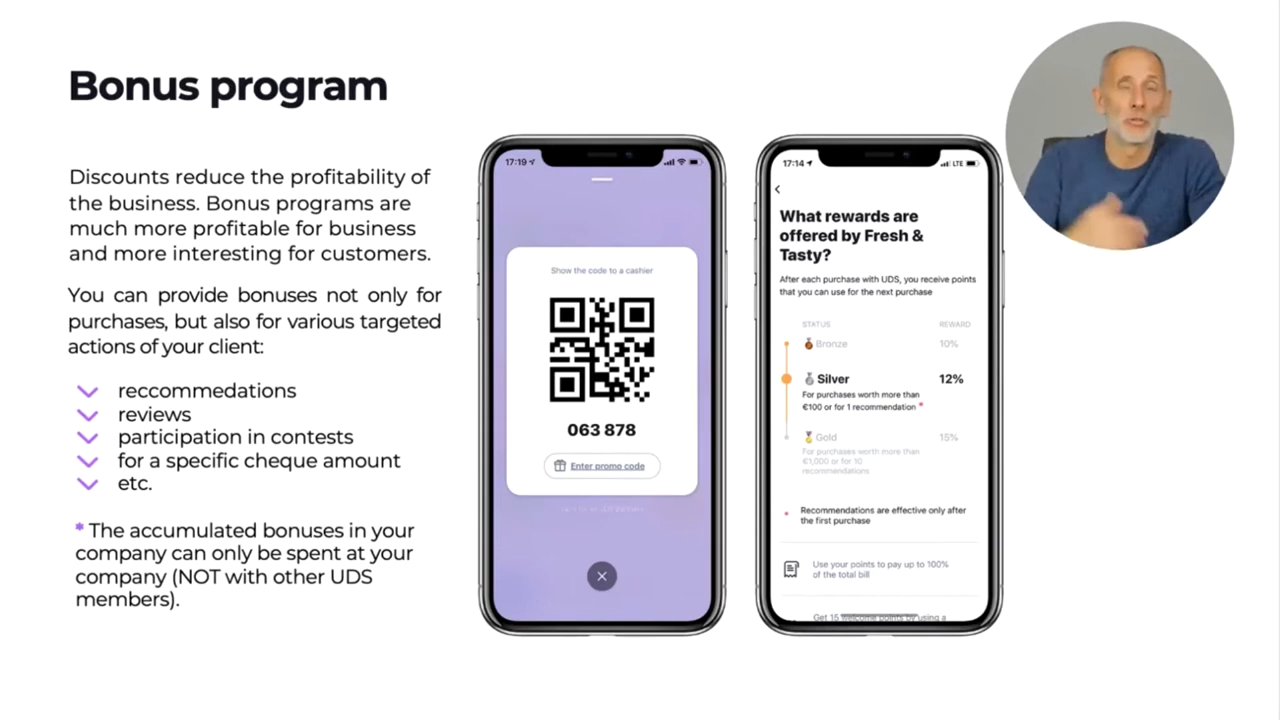 Bonus program
Discounts reduce the profitability of
the business. Bonus programs are
much more profitable for business
and more interesting for customers.
You can provide bonuses not only for
purchases, but also for various targeted
actions of your client:
reccommedations
reviews
participation in contests
for a specific cheque amount
etc.
* The accumulated bonuses in your
company can only be spent at your
company (NOT with other UDS
members).
17:19
Show the code to a cashier
063 878
Enter promo code
17:14
LTE
What rewards are
offered by Fresh &
Tasty?
After each purchase with UDS, you receive points
that you can use for the next purchase
STATUS REWARD
Bronze 10%
Silver 12%
For purchases worth more than
€100 or for 1 recommendation *
Gold 15%
For purchases worth more than
€1,000 or for 10
recommendations
* Recommendations are effective only after
the first purchase
Use your points to pay up to 100%
of the total bill
Get 15 welcome points by using a